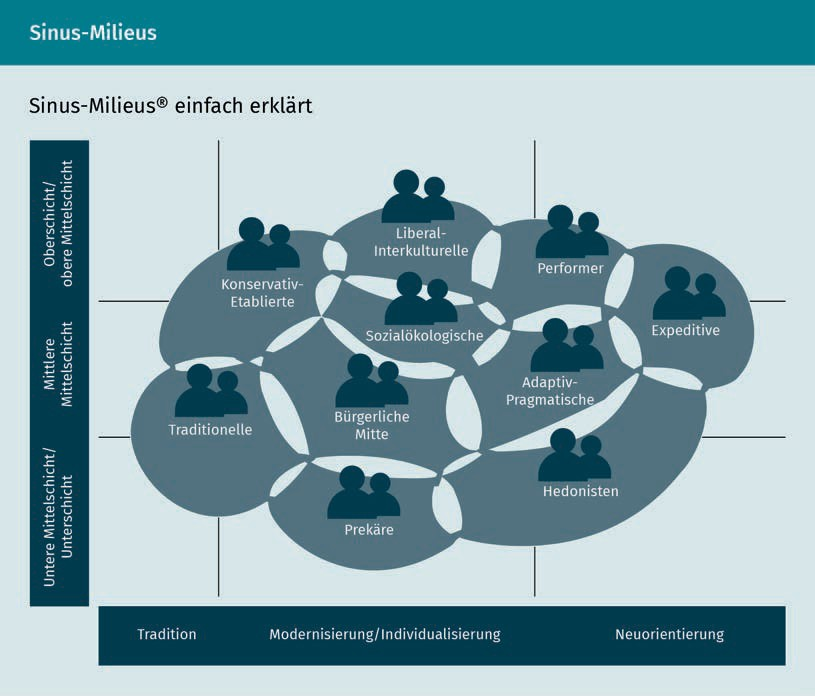 Sinus-Milieus
Sinus-Milieus® einfach erklärt
Oberschicht/
obere Mittelschicht
Mittlere
Mittelschicht
Untere Mittelschicht/
Unterschicht
Liberal-
Interkulturelle
Konservativ-
Etablierte
Performer
Expeditive
Sozialökologische
Adaptiv-
Pragmatische
Traditionelle
Bürgerliche
Mitte
Hedonisten
Prekäre
Tradition
Modernisierung/Individualisierung
Neuorientierung